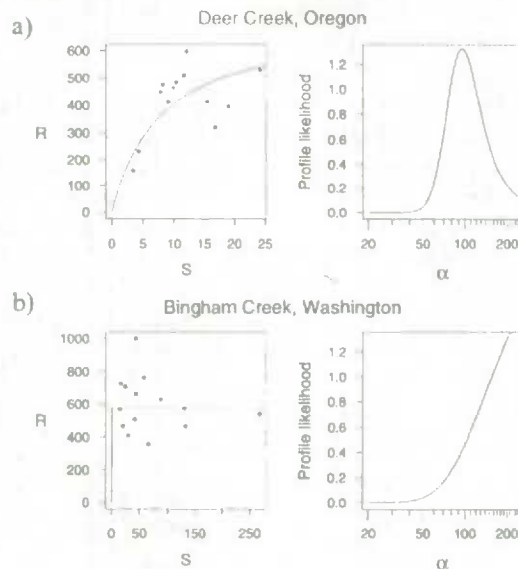 a)
Deer Creek, Oregon
600
500
400
300
200
100
0
R
0 5 10 15 20 25
S
1.2
1.0
0.8
0.6
0.4
0.2
0.0
Profile likelihood
20 50 100 200
α
b)
Bingham Creek, Washington
1000
800
600
400
200
0
R
0 50 150 250
S
1.2
1.0
0.8
0.6
0.4
0.2
0.0
Profile likelihood
20 50 100 200
α